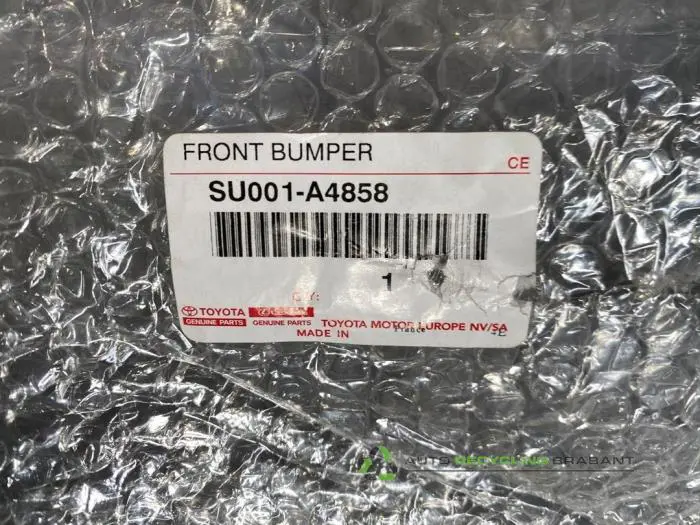 FRONT BUMPER
CE
SU001-A4858
1
TOYOTA
GENUINE PARTS GENUINE PARTS TOYOTA MOTOR EUROPE NV/SA
MADE IN France
AUTO RECYCLING BRABANT